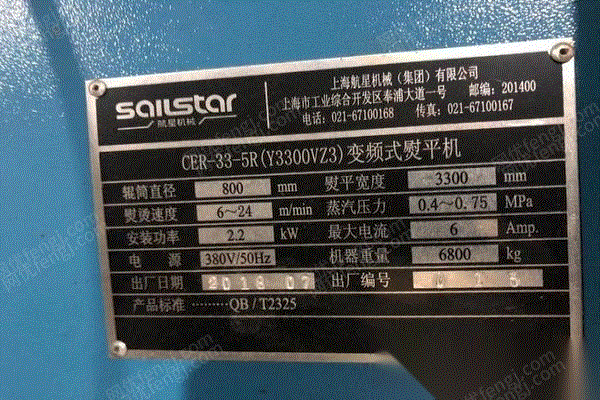 sailstar
航星机械
上海航星机械（集团）有限公司
上海市工业综合开发区奉浦大道一号 邮编：201400
电话：021-67100168 传真：021-67100167
CER-33-5R(Y3300VZ3)变频式熨平机
辊筒直径 800 mm 熨平宽度 3300 mm
熨烫速度 6～24 m/min 蒸汽压力 0.4～0.75 MPa
安装功率 2.2 kW 最大电流 6 Amp.
电 源 380V/50Hz 机器重量 6800 kg
出厂日期 2018 07 出厂编号
产品标准 ········QB/T2325